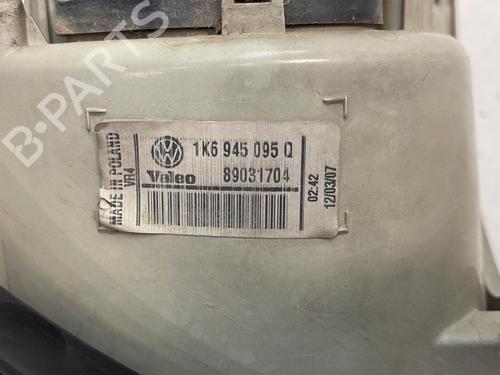 MADE IN POLAND
VR4
1K6 945 095 Q
Valeo 89031704
02:42
12/03/07
B-PARTS